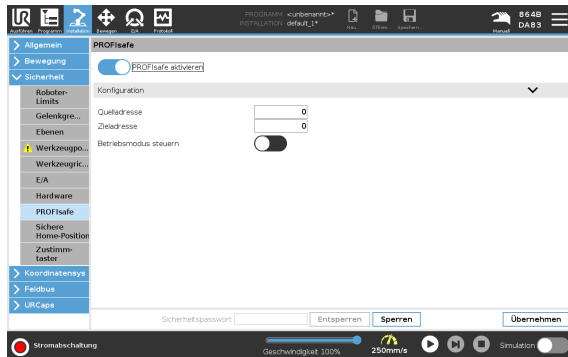 PROGRAMM <unbenannt>*
INSTALLATION default_1*
Ausführen Programm Installation Bewegen E/A Protokoll
Neu... Öffnen... Speichern...
Manuell
864B
DA83
Allgemein
Bewegung
Sicherheit
Roboter-
Limits
Gelenkgre...
Ebenen
Werkzeugpo...
Werkzeugric...
E/A
Hardware
PROFIsafe
Sichere
Home-Position
Zustimm-
taster
Koordinatensys
Feldbus
URCaps
PROFIsafe
PROFIsafe aktivieren
Konfiguration
Quelladresse 0
Zieladresse 0
Betriebsmodus steuern
Sicherheitspasswort Entsperren Sperren Übernehmen
Stromabschaltung
Geschwindigkeit 100%
250mm/s
Simulation